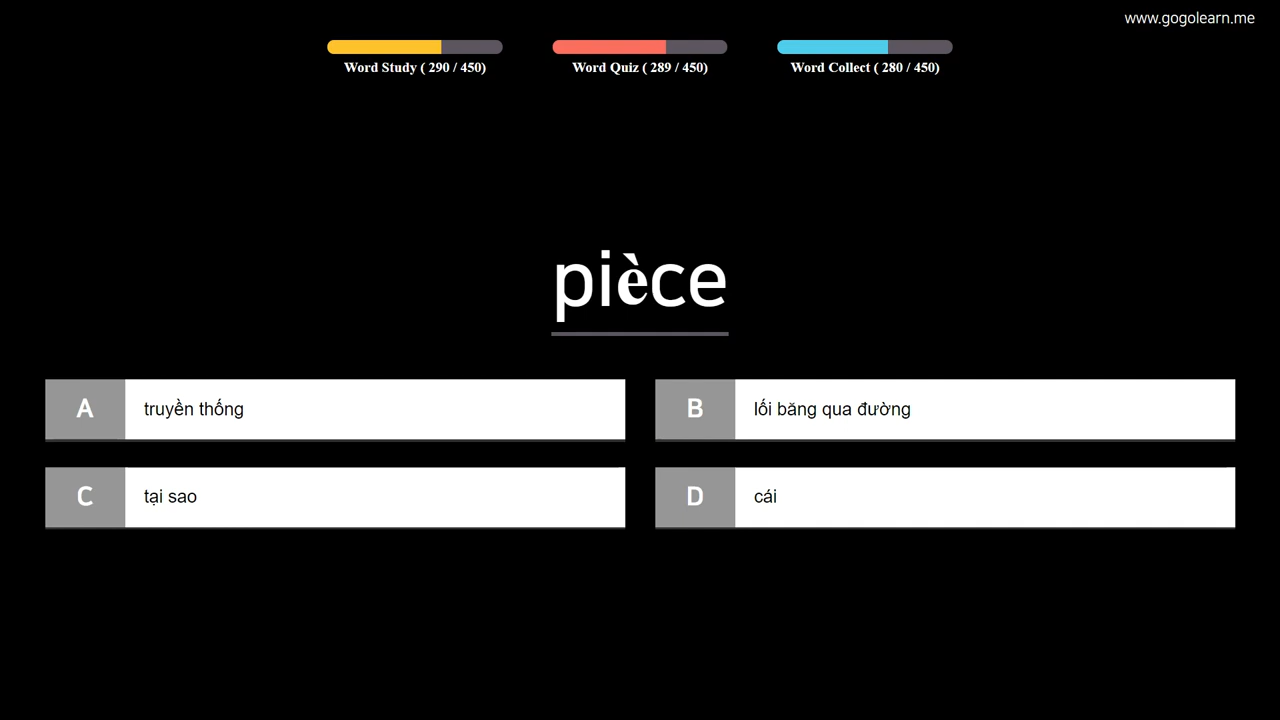 www.gogolearn.me
Word Study ( 290 / 450)
Word Quiz ( 289 / 450)
Word Collect ( 280 / 450)
pièce
A truyền thống
B lối băng qua đường
C tại sao
D cái